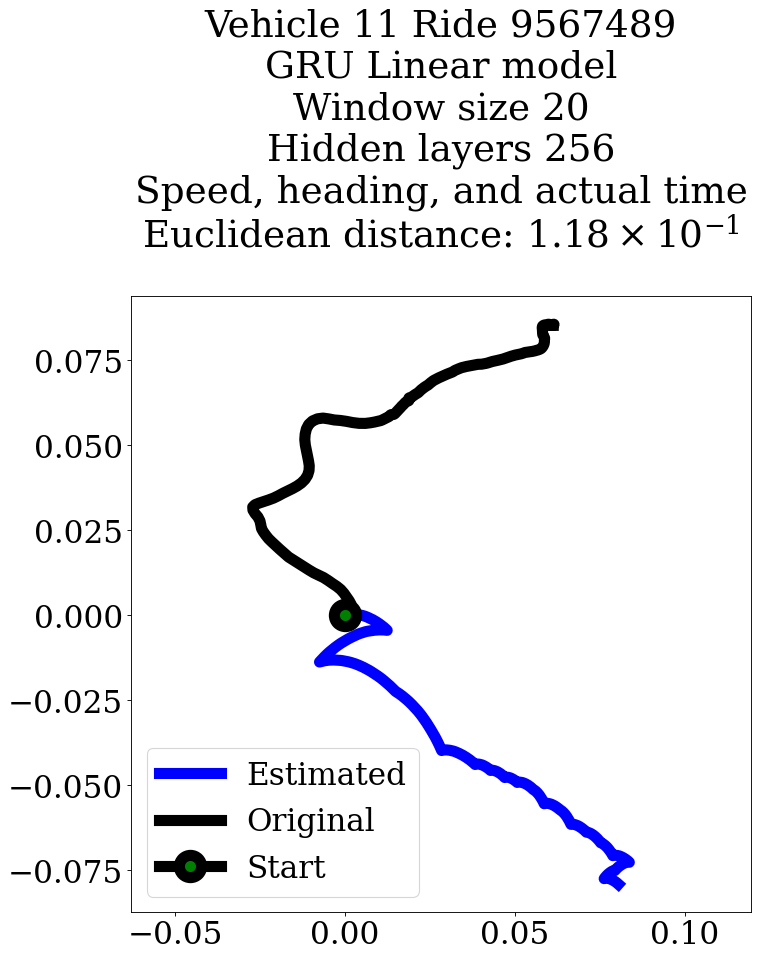 Vehicle 11 Ride 9567489
GRU Linear model
Window size 20
Hidden layers 256
Speed, heading, and actual time
Euclidean distance: 1.18 × 10⁻¹
0.075
0.050
0.025
0.000
−0.025
−0.050
−0.075
Estimated
Original
Start
−0.05 0.00 0.05 0.10